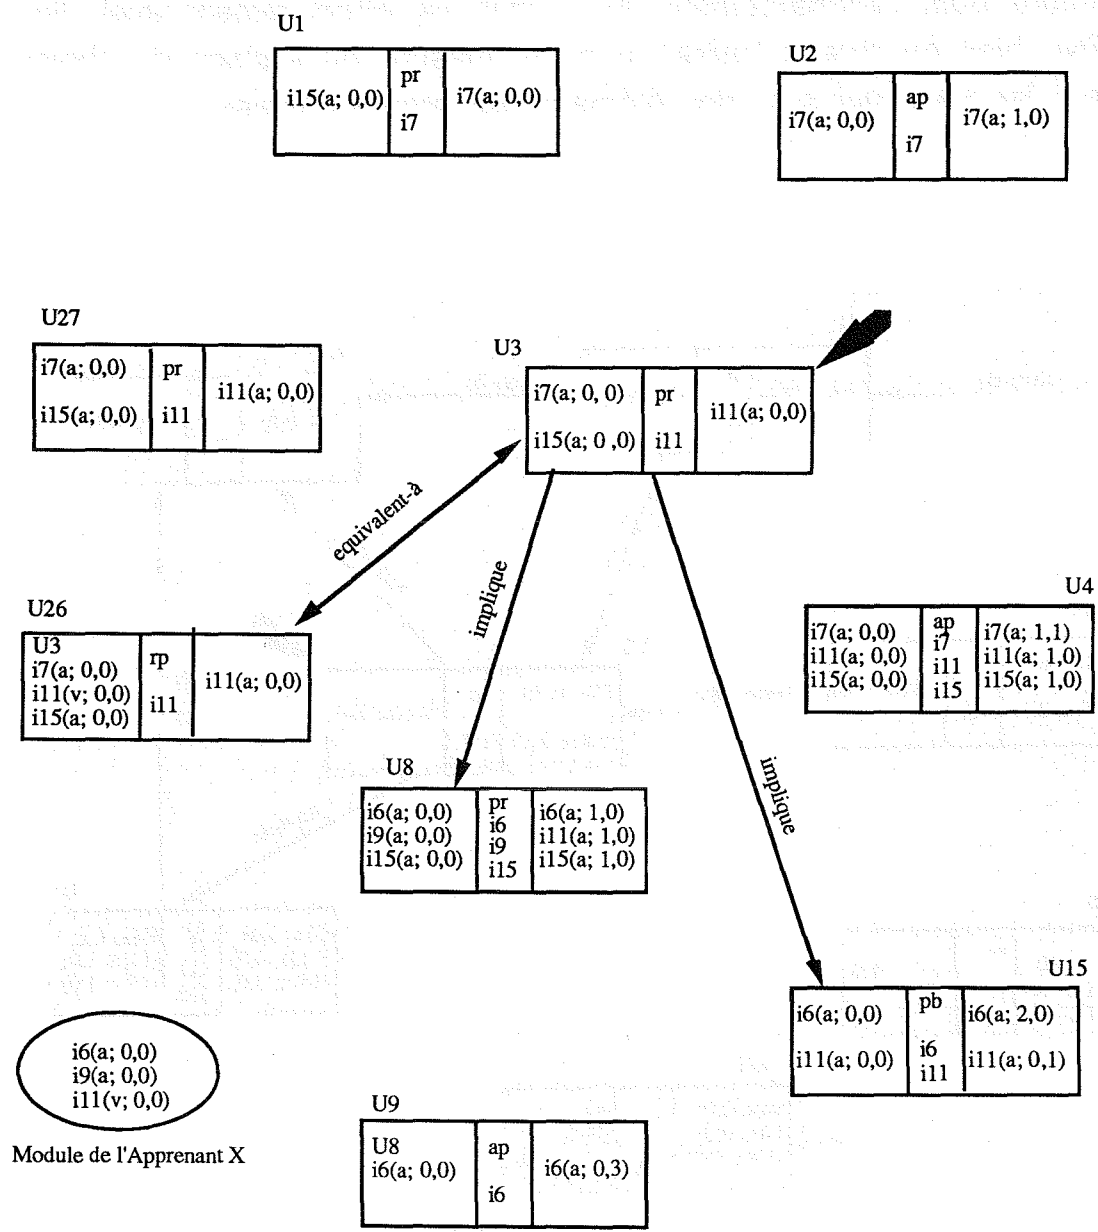 U1
i15(a; 0,0)
pr
i7
i7(a; 0,0)
U2
i7(a; 0,0)
ap
i7
i7(a; 1,0)
U27
i7(a; 0,0)
i15(a; 0,0)
pr
i11
i11(a; 0,0)
U3
i7(a; 0, 0)
i15(a; 0 ,0)
pr
i11
i11(a; 0,0)
equivalent-à
implique
implique
U26
U3
i7(a; 0,0)
i11(v; 0,0)
i15(a; 0,0)
rp
i11
i11(a; 0,0)
U4
i7(a; 0,0)
i11(a; 0,0)
i15(a; 0,0)
ap
i7
i11
i15
i7(a; 1,1)
i11(a; 1,0)
i15(a; 1,0)
U8
i6(a; 0,0)
i9(a; 0,0)
i15(a; 0,0)
pr
i6
i9
i15
i6(a; 1,0)
i11(a; 1,0)
i15(a; 1,0)
U15
i6(a; 0,0)
i11(a; 0,0)
pb
i6
i11
i6(a; 2,0)
i11(a; 0,1)
i6(a; 0,0)
i9(a; 0,0)
i11(v; 0,0)
Module de l'Apprenant X
U9
U8
i6(a; 0,0)
ap
i6
i6(a; 0,3)